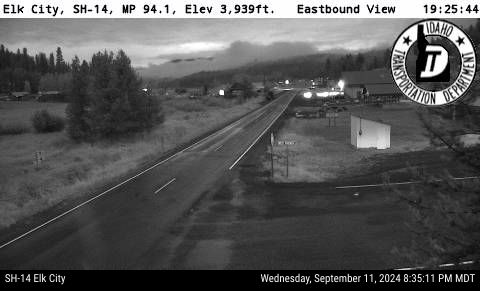 Elk City, SH-14, MP 94.1, Elev 3,939ft. Eastbound View 19:25:44
IDAHO
TRANSPORTATION DEPARTMENT
SH-14 Elk City Wednesday, September 11, 2024 8:35:11 PM MDT